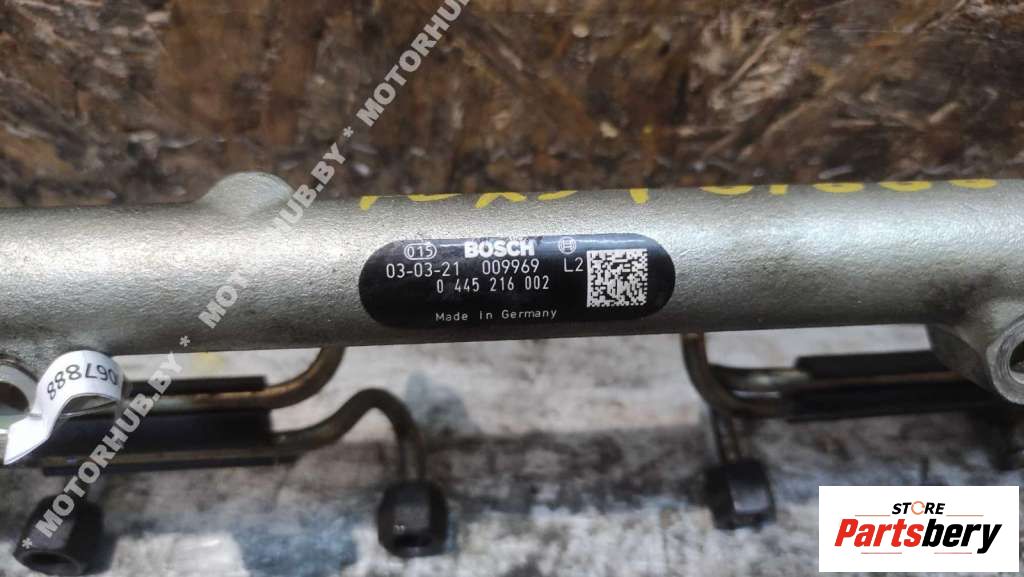 MOTORHUB.BY * MOTORHUB
015 BOSCH
03-03-21 009969 L2
0 445 216 002
Made in Germany
067888
* MOTORHUB.BY *
STORE
Partsbery